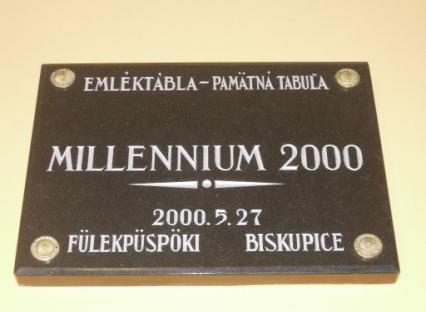 EMLÉKTÁBLA – PAMÄTNÁ TABUĽA
MILLENNIUM 2000
2000.5.27
FÜLEKPÜSPÖKI BISKUPICE